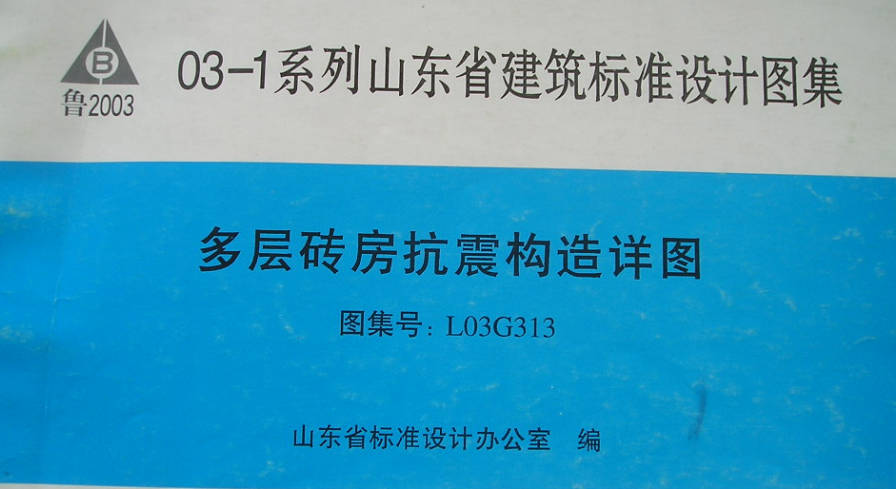 B
鲁2003
03-1系列山东省建筑标准设计图集
多层砖房抗震构造详图
图集号：L03G313
山东省标准设计办公室 编